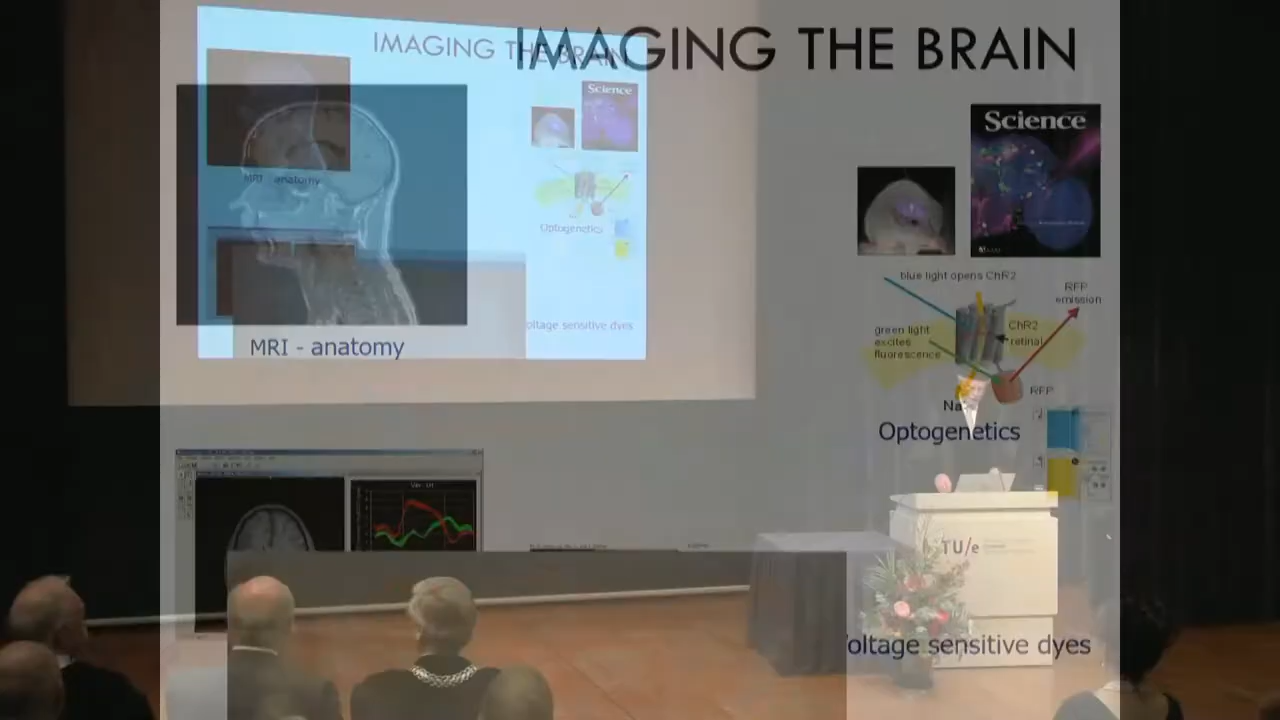 IMAGING THE BRAIN
IMAGING THE BRAIN
Science
Science
MRI - anatomy
Optogenetics
oltage sensitive dyes
blue light opens ChR2
RFP
emission
green light
excites
fluorescence
ChR2
retinal
RFP
Na
MRI - anatomy
Optogenetics
TU/e
oltage sensitive dyes